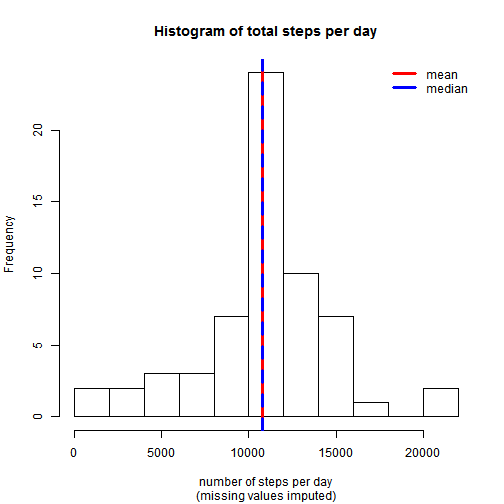 Histogram of total steps per day
mean
median
Frequency
20
15
10
5
0
0 5000 10000 15000 20000
number of steps per day
(missing values imputed)